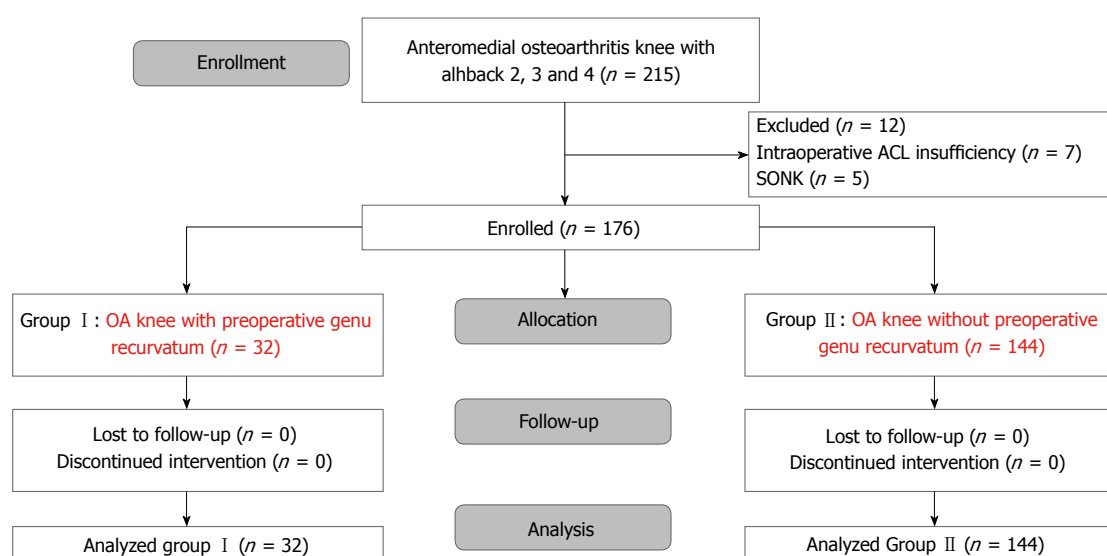 Enrollment
Anteromedial osteoarthritis knee with
alhback 2, 3 and 4 (n = 215)
Excluded (n = 12)
Intraoperative ACL insufficiency (n = 7)
SONK (n = 5)
Enrolled (n = 176)
Group Ⅰ: OA knee with preoperative genu
recurvatum (n = 32)
Allocation
Group Ⅱ: OA knee without preoperative
genu recurvatum (n = 144)
Lost to follow-up (n = 0)
Discontinued intervention (n = 0)
Follow-up
Lost to follow-up (n = 0)
Discontinued intervention (n = 0)
Analyzed group Ⅰ (n = 32)
Analysis
Analyzed Group Ⅱ (n = 144)